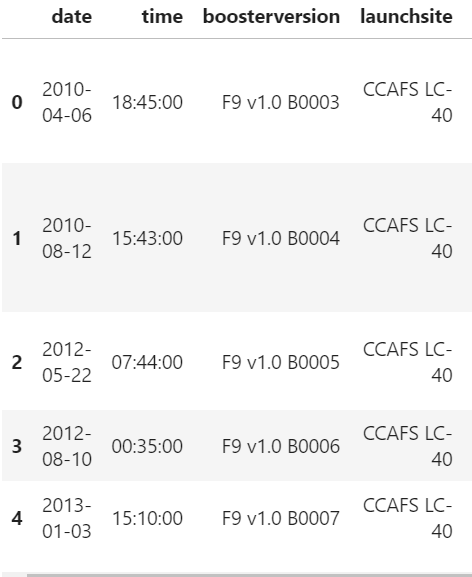 date time boosterversion launchsite
0 2010-04-06 18:45:00 F9 v1.0 B0003 CCAFS LC-40
1 2010-08-12 15:43:00 F9 v1.0 B0004 CCAFS LC-40
2 2012-05-22 07:44:00 F9 v1.0 B0005 CCAFS LC-40
3 2012-08-10 00:35:00 F9 v1.0 B0006 CCAFS LC-40
4 2013-01-03 15:10:00 F9 v1.0 B0007 CCAFS LC-40